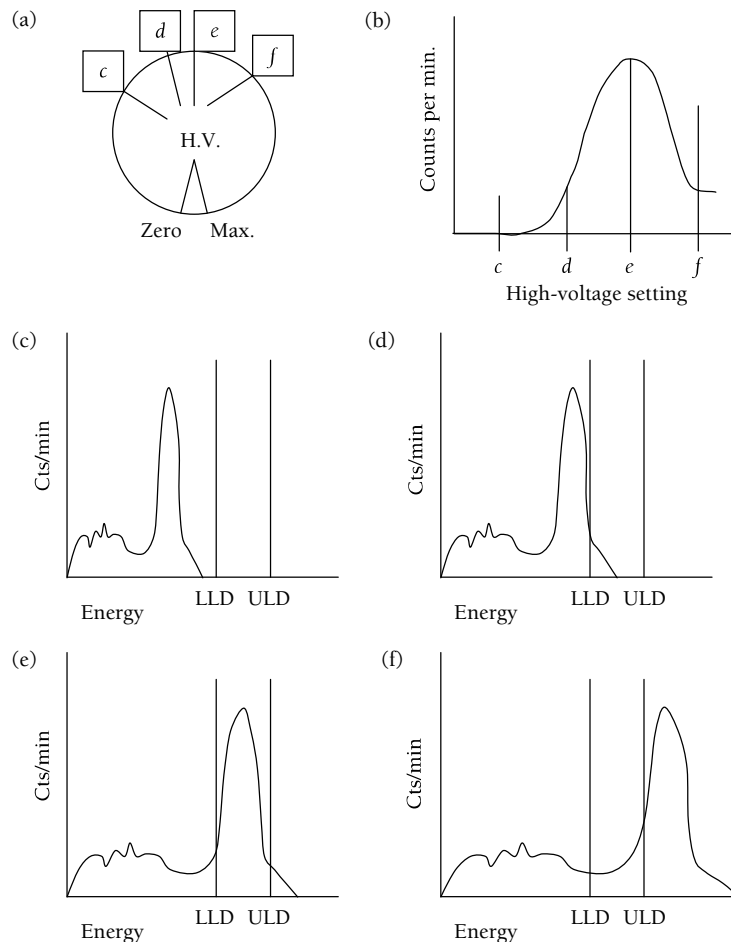 (a)
c
d
e
f
H.V.
Zero
Max.
(b)
Counts per min.
c
d
e
f
High-voltage setting
(c)
Cts/min
Energy
LLD
ULD
(d)
Cts/min
Energy
LLD
ULD
(e)
Cts/min
Energy
LLD
ULD
(f)
Cts/min
Energy
LLD
ULD